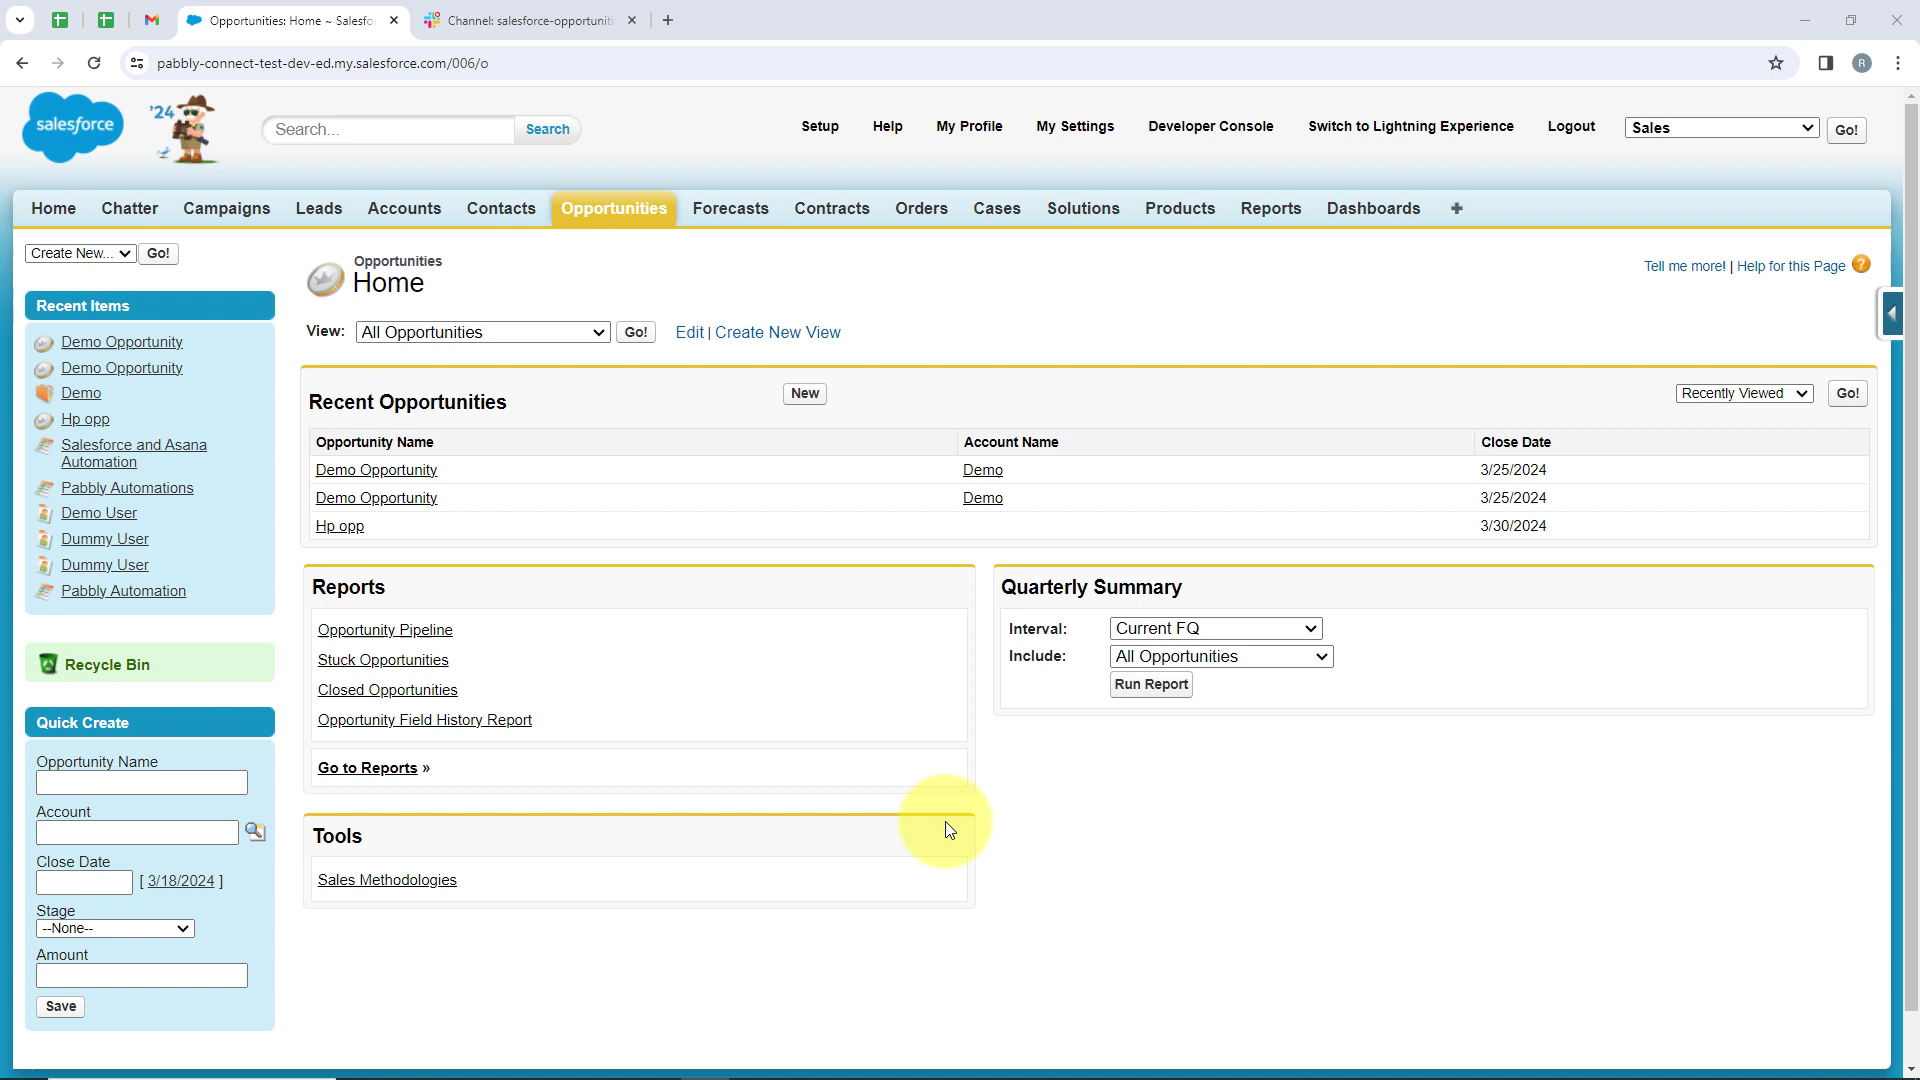 Opportunities: Home ~ Salesfo
Channel: salesforce-opportuniti
pabbly-connect-test-dev-ed.my.salesforce.com/006/o
R
salesforce
'24
Search...
Search
Setup
Help
My Profile
My Settings
Developer Console
Switch to Lightning Experience
Logout
Sales
Go!
Home
Chatter
Campaigns
Leads
Accounts
Contacts
Opportunities
Forecasts
Contracts
Orders
Cases
Solutions
Products
Reports
Dashboards
+
Create New...
Go!
Opportunities
Home
Tell me more! | Help for this Page ?
View:
All Opportunities
Go!
Edit | Create New View
Recent Items
Demo Opportunity
Demo Opportunity
Demo
Hp opp
Salesforce and Asana
Automation
Pabbly Automations
Demo User
Dummy User
Dummy User
Pabbly Automation
Recycle Bin
Quick Create
Opportunity Name
Account
Close Date
[ 3/18/2024 ]
Stage
--None--
Amount
Save
Recent Opportunities
New
Recently Viewed
Go!
Opportunity Name Account Name Close Date
Demo Opportunity Demo 3/25/2024
Demo Opportunity Demo 3/25/2024
Hp opp 3/30/2024
Reports
Opportunity Pipeline
Stuck Opportunities
Closed Opportunities
Opportunity Field History Report
Go to Reports »
Tools
Sales Methodologies
Quarterly Summary
Interval: Current FQ
Include: All Opportunities
Run Report